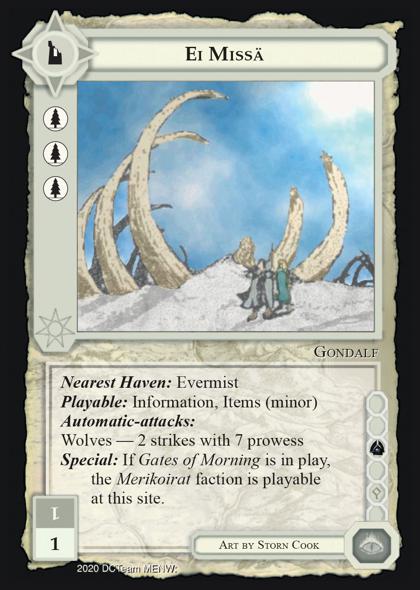 Ei Missä
Gondalf
Nearest Haven: Evermist
Playable: Information, Items (minor)
Automatic-attacks:
Wolves — 2 strikes with 7 prowess
Special: If Gates of Morning is in play,
the Merikoirat faction is playable
at this site.
1
1
Art by Storn Cook
2020 DCTeam MENW: